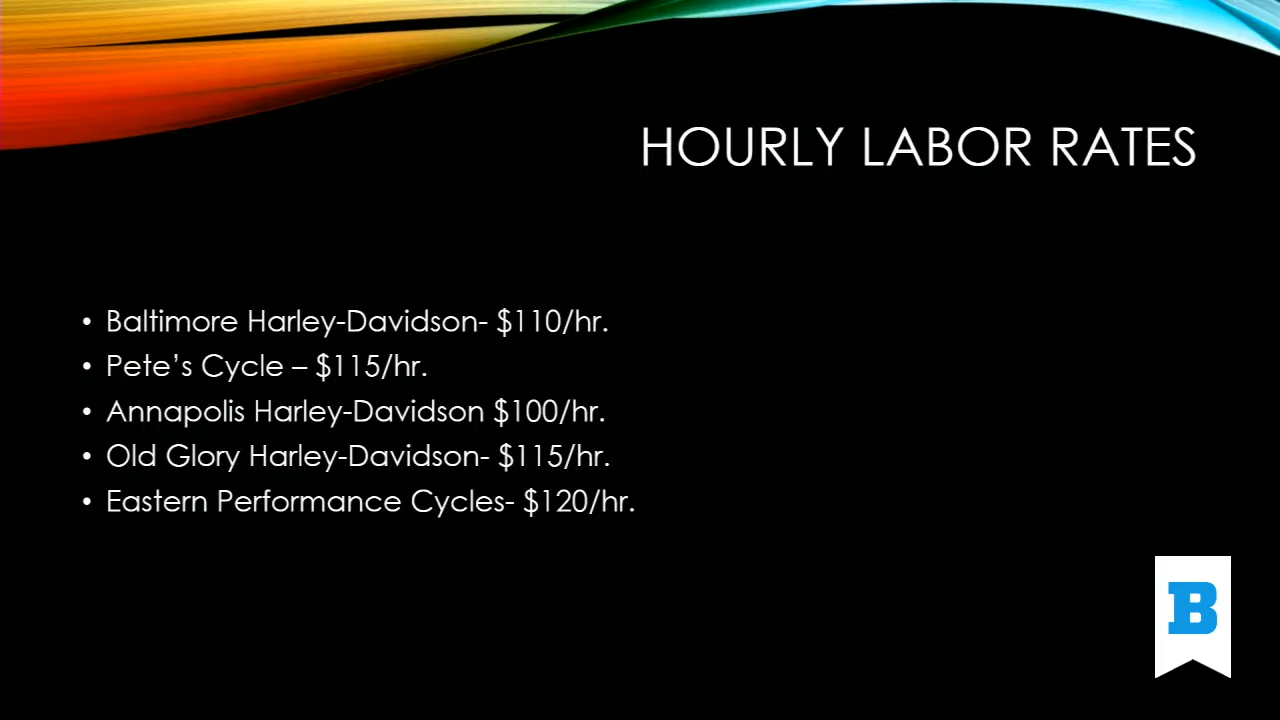 HOURLY LABOR RATES
• Baltimore Harley-Davidson- $110/hr.
• Pete’s Cycle – $115/hr.
• Annapolis Harley-Davidson $100/hr.
• Old Glory Harley-Davidson- $115/hr.
• Eastern Performance Cycles- $120/hr.
B